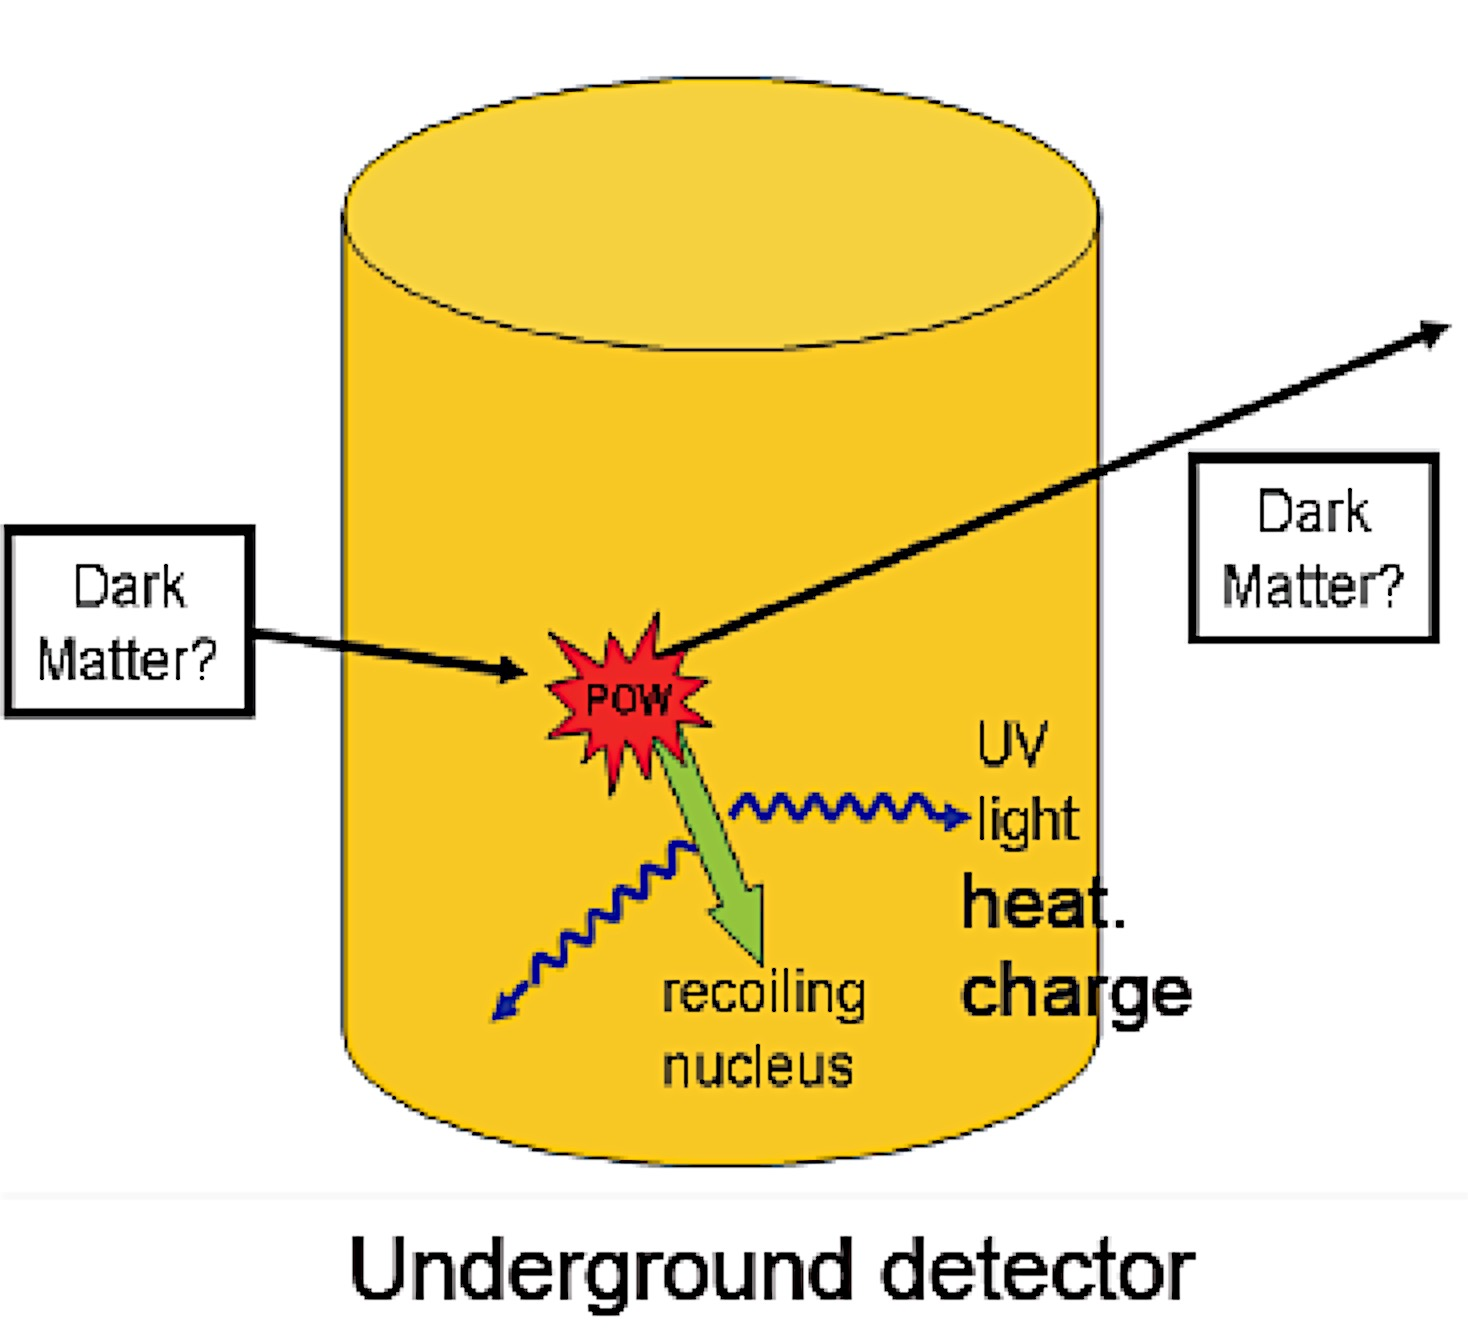 Dark
Matter?
Dark
Matter?
POW
UV
light
heat.
charge
recoiling
nucleus
Underground detector